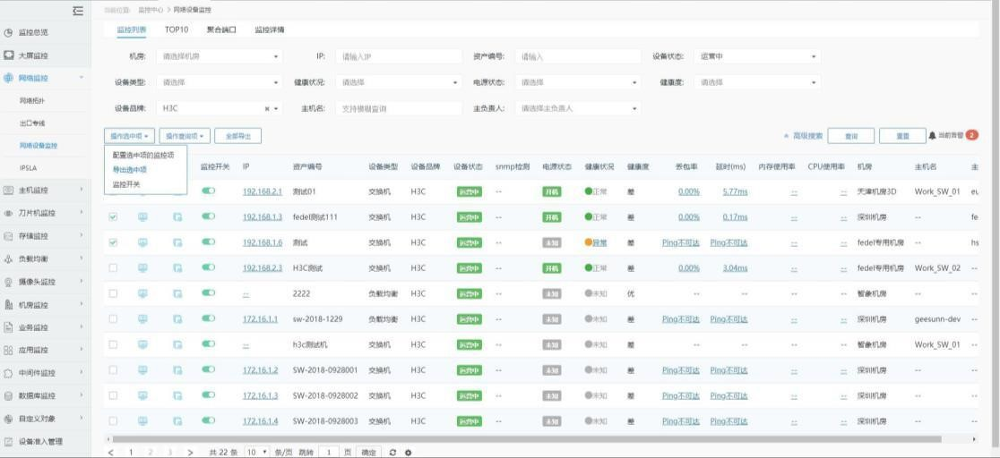 当前位置: 监控中心 > 网络设备监控
监控总览
大屏监控
网络监控
网络拓扑
出口专线
网络设备监控
IPSLA
主机监控
刀片机监控
存储监控
负载均衡
摄像头监控
机房监控
业务监控
应用监控
中间件监控
数据库监控
自定义对象
设备准入管理
监控列表 TOP10 聚合端口 监控详情
机房: 请选择机房 IP: 请输入IP 资产编号: 请输入 设备状态: 运营中
设备类型: 请选择 健康状况: 请选择 电源状态: 请选择 健康度: 请选择
设备品牌: H3C 主机名: 支持模糊查询 主负责人: 请选择主负责人
操作选中项 操作查询项 全部导出 高级搜索 查询 重置 当前告警 2
配置选中项的监控项
导出选中项
监控开关
监控开关 IP 资产编号 设备类型 设备品牌 设备状态 snmp检测 电源状态 健康状况 健康度 丢包率 延时(ms) 内存使用率 CPU使用率 机房 主机名 主
192.168.2.1 测试01 交换机 H3C 运营中 -- 开机 正常 差 0.00% 5.77ms -- -- 天津机房3D Work_SW_01 eu
192.168.1.3 fedel测试111 交换机 H3C 运营中 -- 开机 正常 差 0.00% 0.17ms -- -- 深圳机房 -- fe
192.168.1.6 测试 交换机 H3C 运营中 -- 未知 异常 差 Ping不可达 Ping不可达 -- -- fedel专用机房 -- hs
192.168.2.3 H3C测试 交换机 H3C 运营中 -- 开机 正常 差 0.00% 3.04ms -- -- fedel专用机房 Work_SW_02 --
-- 2222 负载均衡 H3C 运营中 -- 未知 未知 优 -- -- -- -- 智象机房 -- --
172.16.1.1 sw-2018-1229 负载均衡 H3C 运营中 -- 未知 未知 差 Ping不可达 Ping不可达 -- -- 深圳机房 geesunn-dev --
-- h3c测试机 交换机 H3C 运营中 -- 未知 未知 差 -- -- -- -- 智象机房 Work_SW_01 --
172.16.1.2 SW-2018-0928001 交换机 H3C 运营中 -- 未知 未知 差 Ping不可达 Ping不可达 -- -- 深圳机房 -- --
172.16.1.3 SW-2018-0928002 交换机 H3C 运营中 -- 未知 未知 差 Ping不可达 Ping不可达 -- -- 深圳机房 -- --
172.16.1.4 SW-2018-0928003 交换机 H3C 运营中 -- 未知 未知 差 Ping不可达 Ping不可达 -- -- 深圳机房 -- --
< 1 2 3 > 共 22 条 10 条/页 跳转 1 页 确定